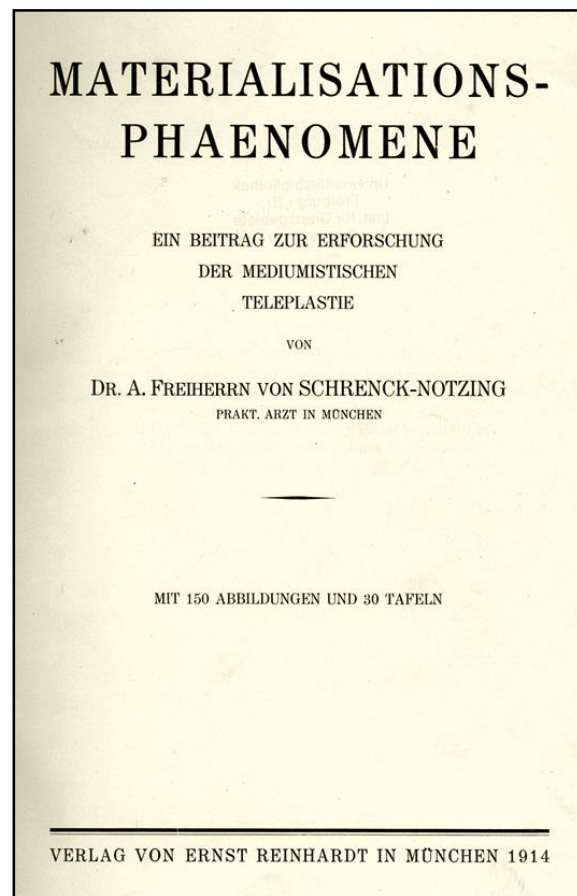 MATERIALISATIONS-
PHAENOMENE
EIN BEITRAG ZUR ERFORSCHUNG
DER MEDIUMISTISCHEN
TELEPLASTIE
VON
DR. A. FREIHERRN VON SCHRENCK-NOTZING
PRAKT. ARZT IN MÜNCHEN
MIT 150 ABBILDUNGEN UND 30 TAFELN
VERLAG VON ERNST REINHARDT IN MÜNCHEN 1914